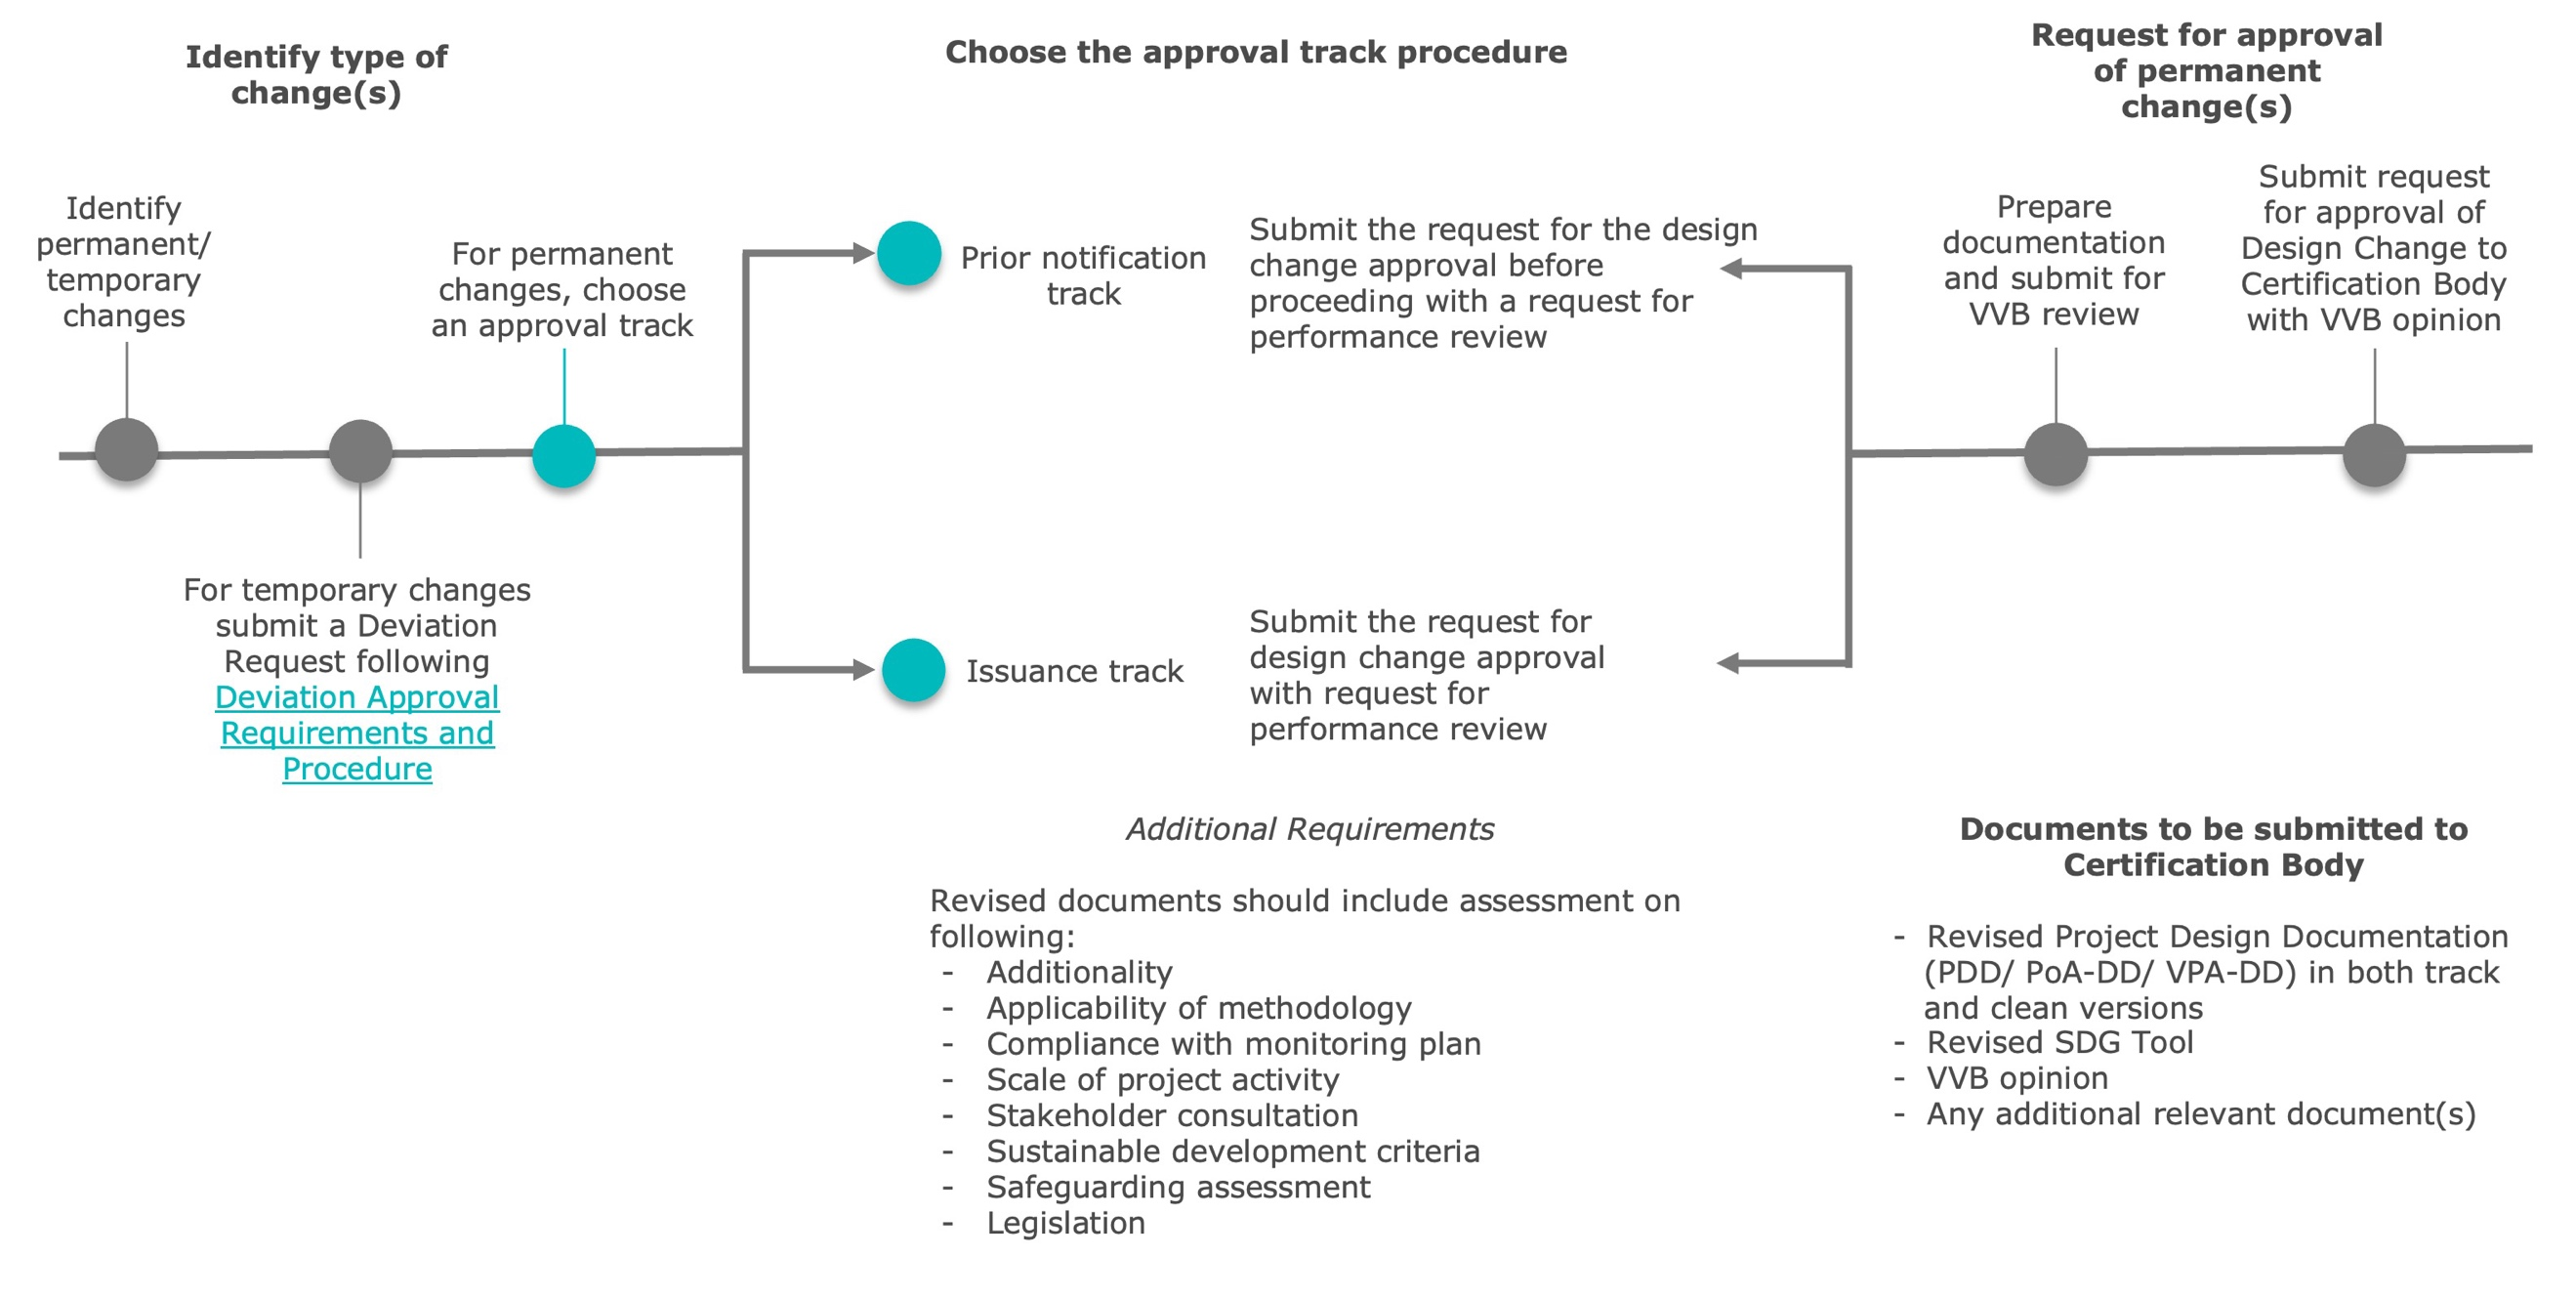 Identify type of
change(s)
Choose the approval track procedure
Request for approval
of permanent
change(s)
Identify
permanent/
temporary
changes
For temporary changes
submit a Deviation
Request following
Deviation Approval
Requirements and
Procedure
For permanent
changes, choose
an approval track
Prior notification
track
Submit the request for the design
change approval before
proceeding with a request for
performance review
Issuance track
Submit the request for
design change approval
with request for
performance review
Prepare
documentation
and submit for
VVB review
Submit request
for approval of
Design Change to
Certification Body
with VVB opinion
Additional Requirements
Revised documents should include assessment on
following:
- Additionality
- Applicability of methodology
- Compliance with monitoring plan
- Scale of project activity
- Stakeholder consultation
- Sustainable development criteria
- Safeguarding assessment
- Legislation
Documents to be submitted to
Certification Body
- Revised Project Design Documentation
(PDD/ PoA-DD/ VPA-DD) in both track
and clean versions
- Revised SDG Tool
- VVB opinion
- Any additional relevant document(s)